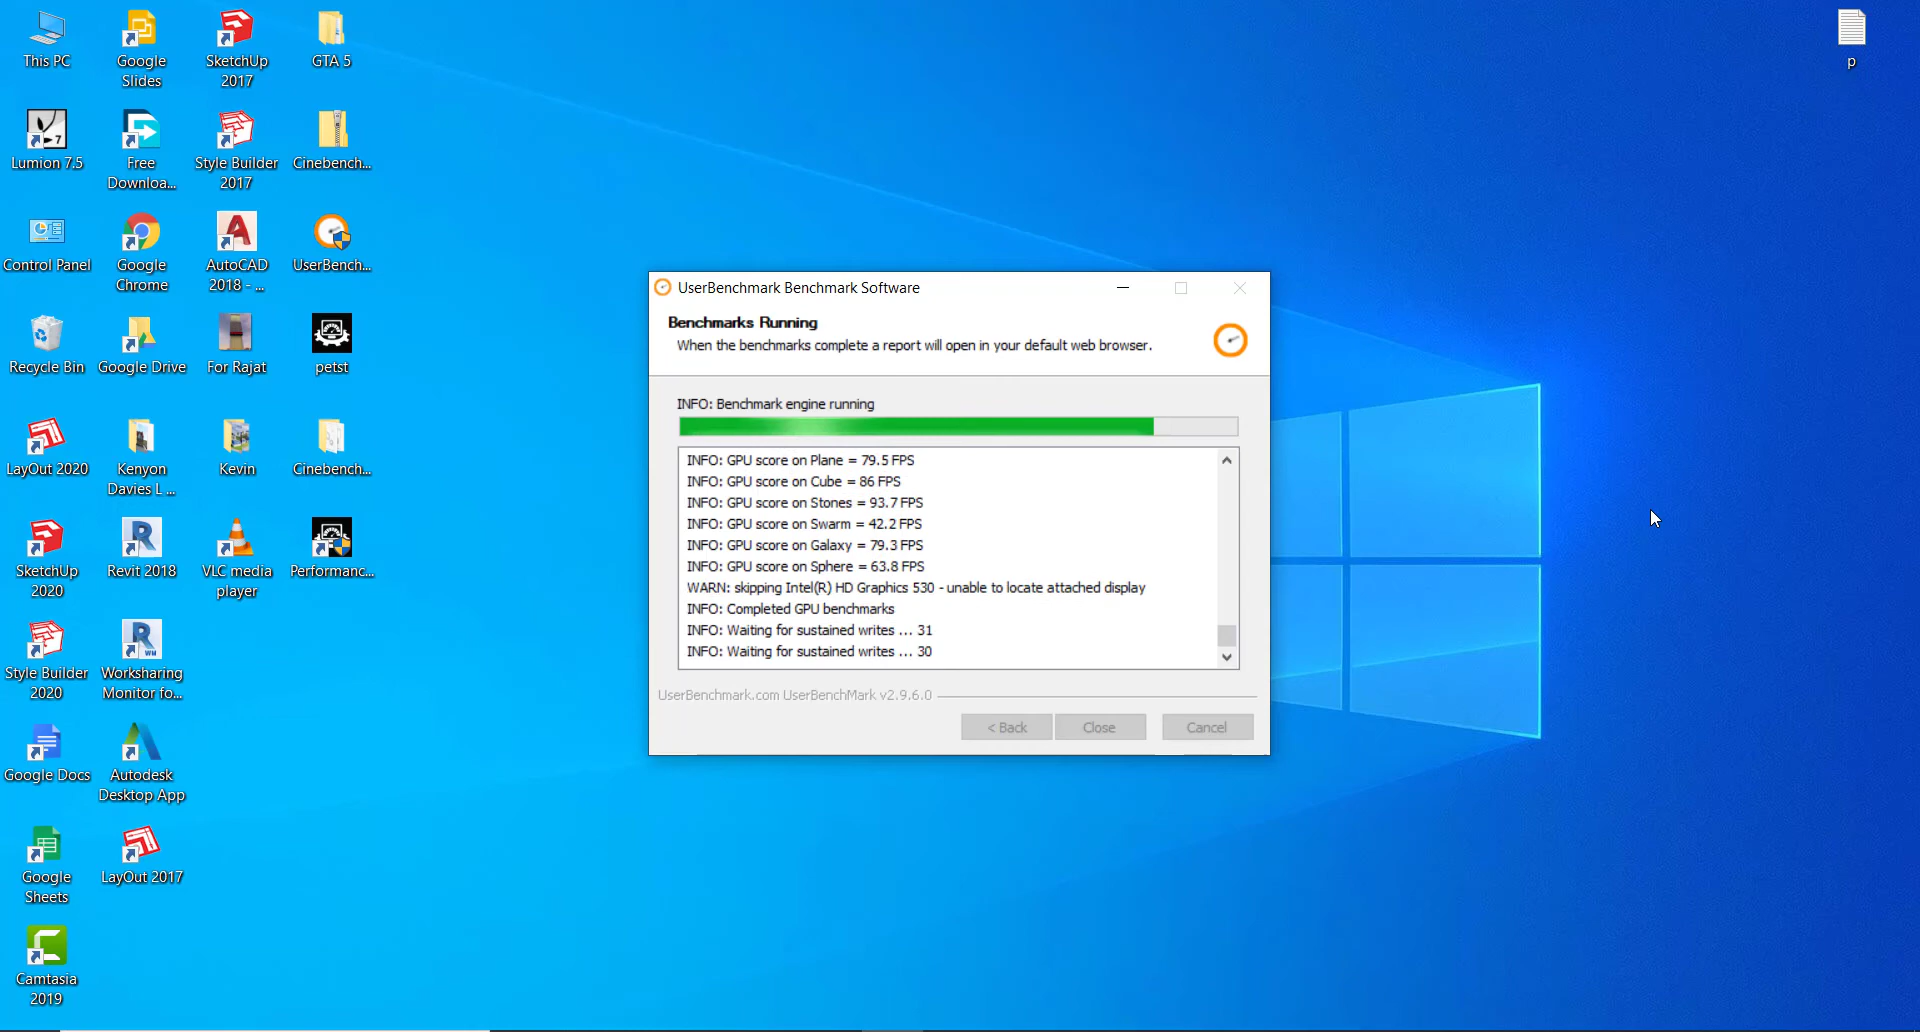 This PC
Google
Slides
SketchUp
2017
GTA 5
p
Lumion 7.5
Free
Downloa...
Style Builder
2017
Cinebench...
Control Panel
Google
Chrome
AutoCAD
2018 - ...
UserBench...
Recycle Bin
Google Drive
For Rajat
petst
LayOut 2020
Kenyon
Davies L ...
Kevin
Cinebench...
SketchUp
2020
Revit 2018
VLC media
player
Performanc...
Style Builder
2020
Worksharing
Monitor fo...
Google Docs
Autodesk
Desktop App
Google
Sheets
LayOut 2017
Camtasia
2019
UserBenchmark Benchmark Software
Benchmarks Running
When the benchmarks complete a report will open in your default web browser.
INFO: Benchmark engine running
INFO: GPU score on Plane = 79.5 FPS
INFO: GPU score on Cube = 86 FPS
INFO: GPU score on Stones = 93.7 FPS
INFO: GPU score on Swarm = 42.2 FPS
INFO: GPU score on Galaxy = 79.3 FPS
INFO: GPU score on Sphere = 63.8 FPS
WARN: skipping Intel(R) HD Graphics 530 - unable to locate attached display
INFO: Completed GPU benchmarks
INFO: Waiting for sustained writes ... 31
INFO: Waiting for sustained writes ... 30
UserBenchmark.com UserBenchMark v2.9.6.0
< Back
Close
Cancel